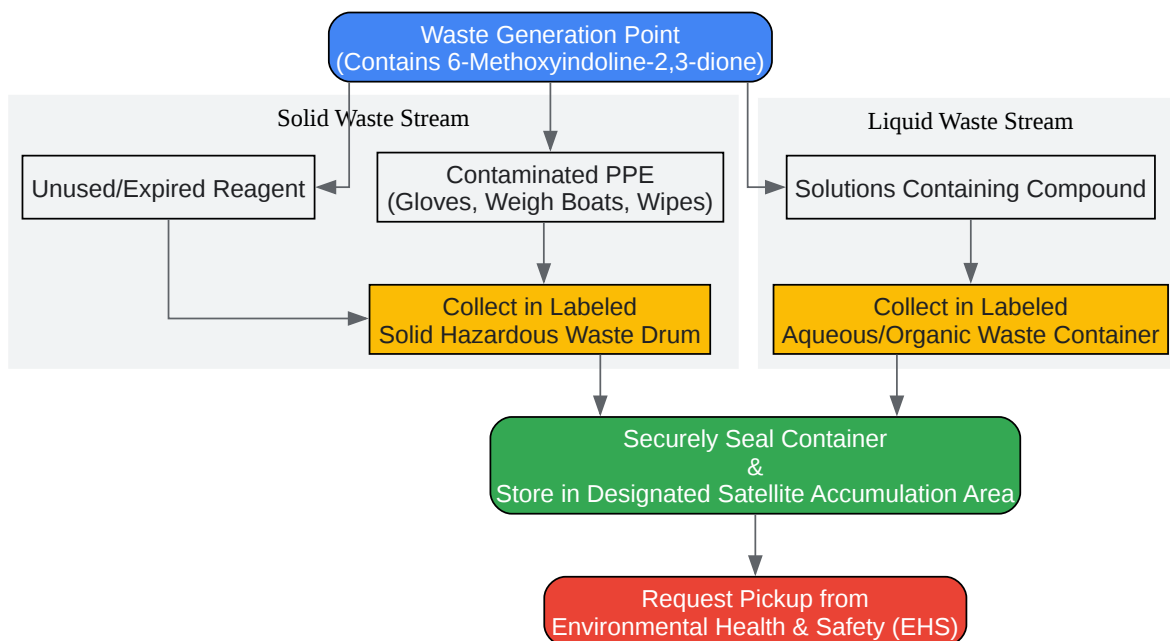 Waste Generation Point
(Contains 6-Methoxyindoline-2,3-dione)
Solid Waste Stream
Liquid Waste Stream
Unused/Expired Reagent
Contaminated PPE
(Gloves, Weigh Boats, Wipes)
Solutions Containing Compound
Collect in Labeled
Solid Hazardous Waste Drum
Collect in Labeled
Aqueous/Organic Waste Container
Securely Seal Container
&
Store in Designated Satellite Accumulation Area
Request Pickup from
Environmental Health & Safety (EHS)